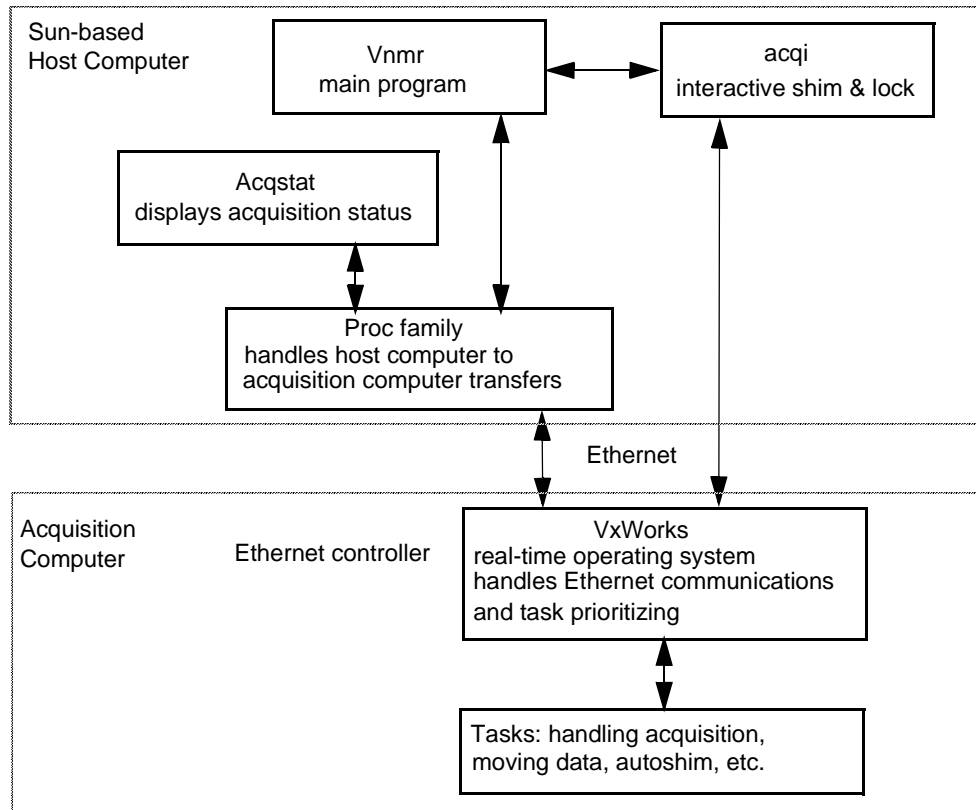 Sun-based
Host Computer
Vnmr
main program
acqi
interactive shim & lock
Acqstat
displays acquisition status
Proc family
handles host computer to
acquisition computer transfers
Ethernet
Acquisition
Computer
Ethernet controller
VxWorks
real-time operating system
handles Ethernet communications
and task prioritizing
Tasks: handling acquisition,
moving data, autoshim, etc.